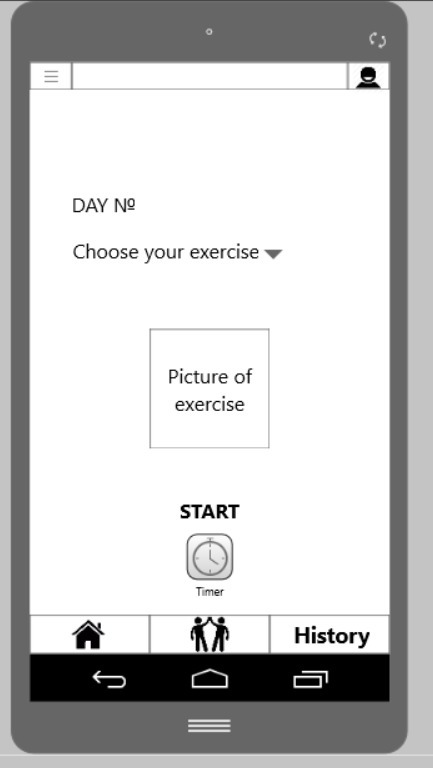 DAY Nº
Choose your exercise
Picture of
exercise
START
Timer
History